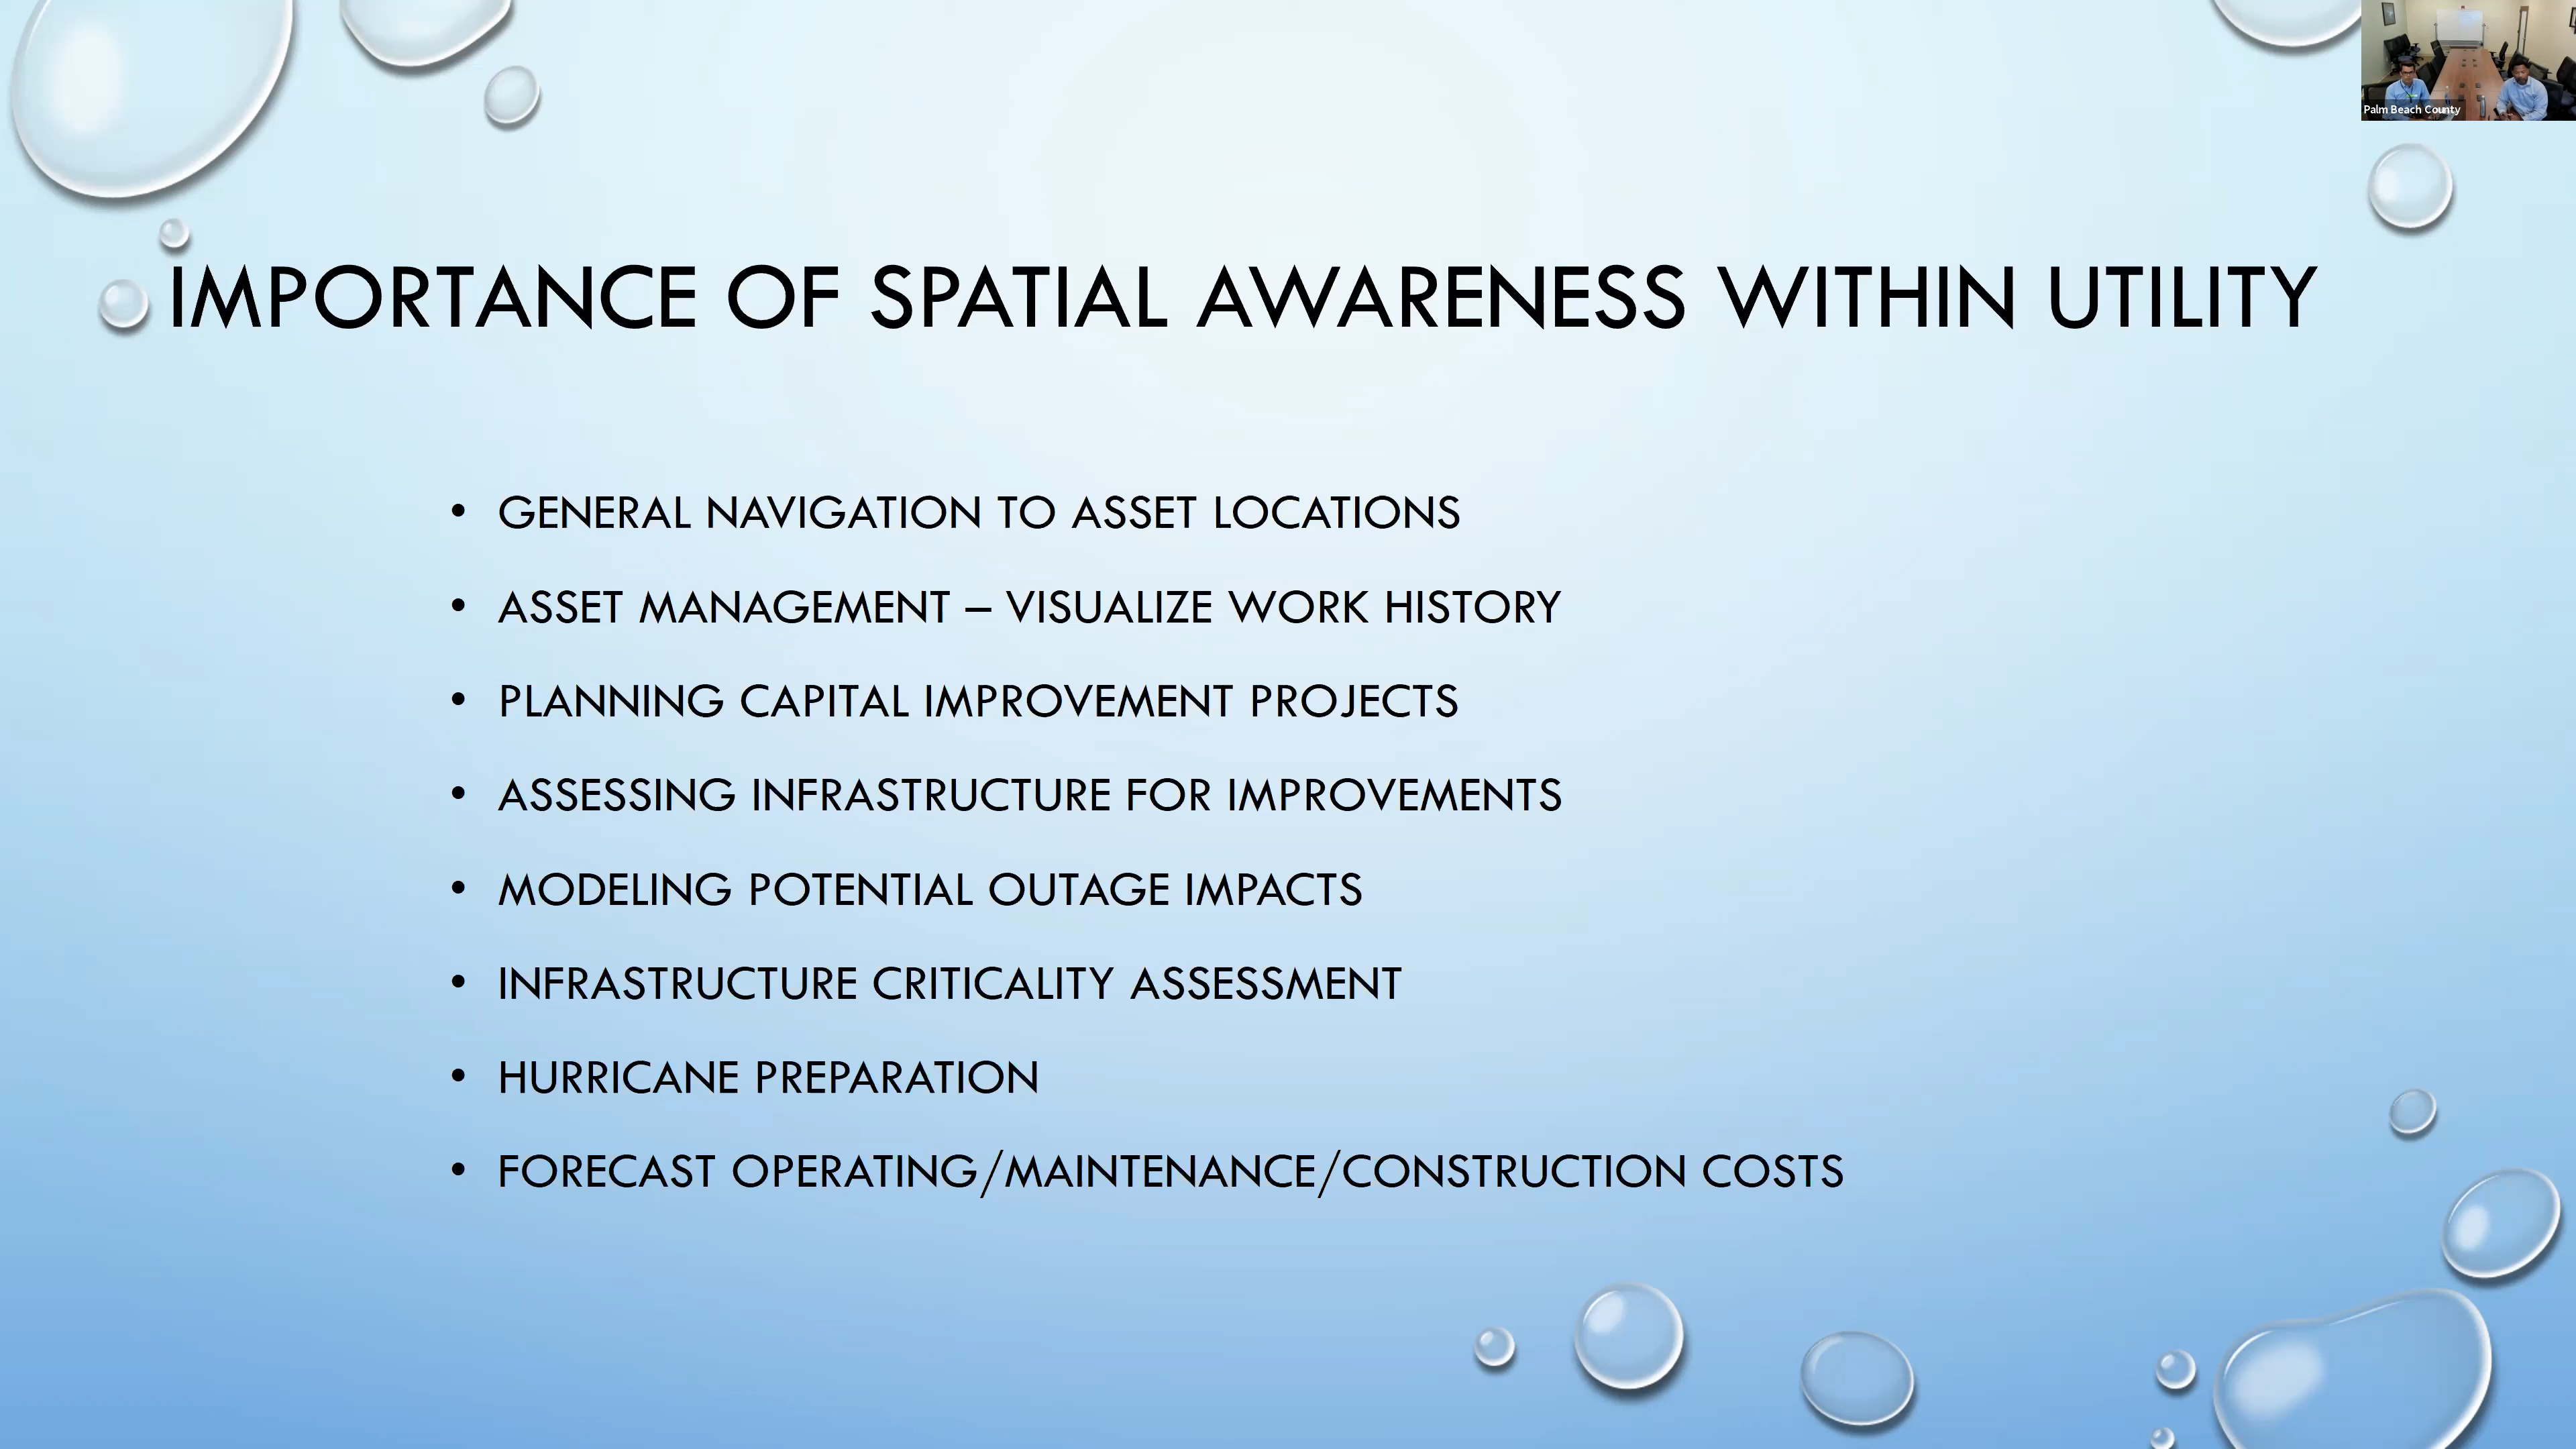 Palm Beach County
IMPORTANCE OF SPATIAL AWARENESS WITHIN UTILITY
• GENERAL NAVIGATION TO ASSET LOCATIONS
• ASSET MANAGEMENT – VISUALIZE WORK HISTORY
• PLANNING CAPITAL IMPROVEMENT PROJECTS
• ASSESSING INFRASTRUCTURE FOR IMPROVEMENTS
• MODELING POTENTIAL OUTAGE IMPACTS
• INFRASTRUCTURE CRITICALITY ASSESSMENT
• HURRICANE PREPARATION
• FORECAST OPERATING/MAINTENANCE/CONSTRUCTION COSTS